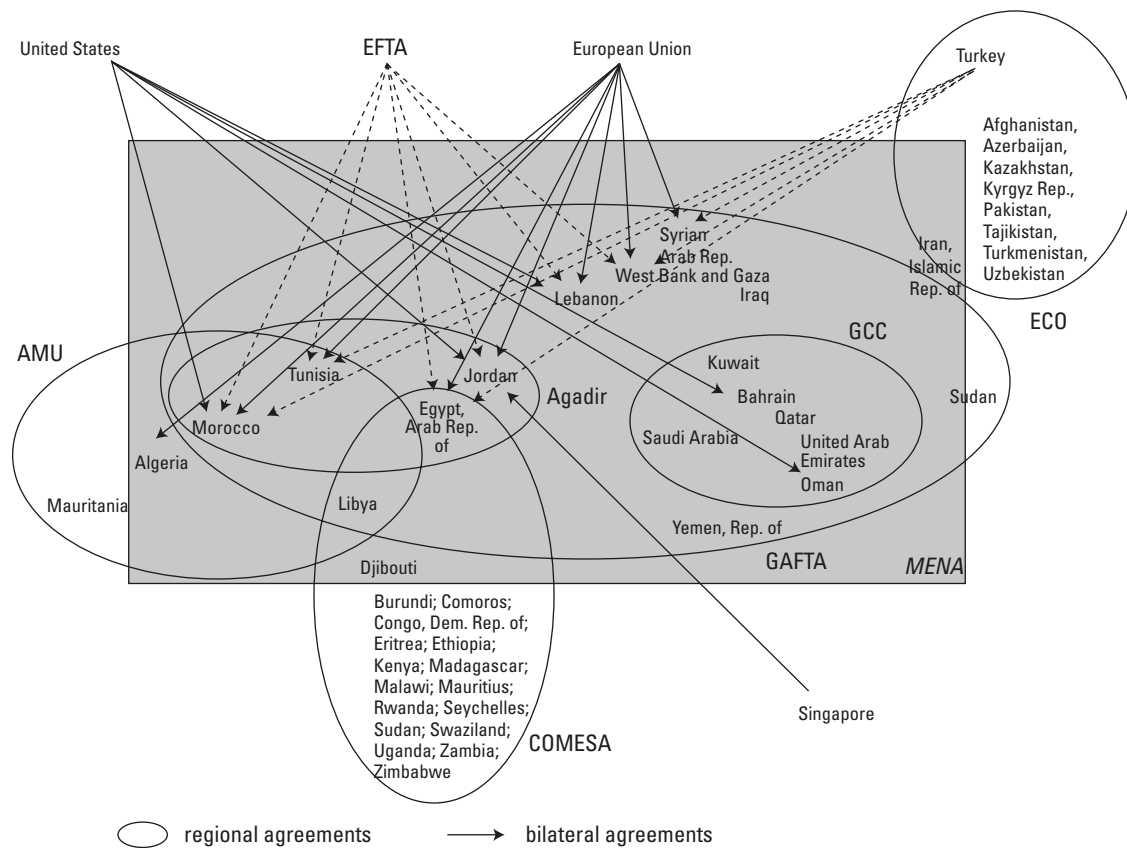 United States
EFTA
European Union
Turkey
Afghanistan,
Azerbaijan,
Kazakhstan,
Kyrgyz Rep.,
Pakistan,
Tajikistan,
Turkmenistan,
Uzbekistan
Iran,
Islamic
Rep. of
ECO
Syrian
Arab Rep.
West Bank and Gaza
Iraq
Lebanon
GCC
AMU
Kuwait
Tunisia
Jordan
Agadir
Bahrain
Sudan
Egypt,
Arab Rep.
of
Qatar
Morocco
Saudi Arabia
United Arab
Emirates
Algeria
Oman
Mauritania
Libya
Yemen, Rep. of
GAFTA
MENA
Djibouti
Burundi; Comoros;
Congo, Dem. Rep. of;
Eritrea; Ethiopia;
Kenya; Madagascar;
Malawi; Mauritius;
Rwanda; Seychelles;
Sudan; Swaziland;
Uganda; Zambia;
Zimbabwe
COMESA
Singapore
regional agreements
bilateral agreements